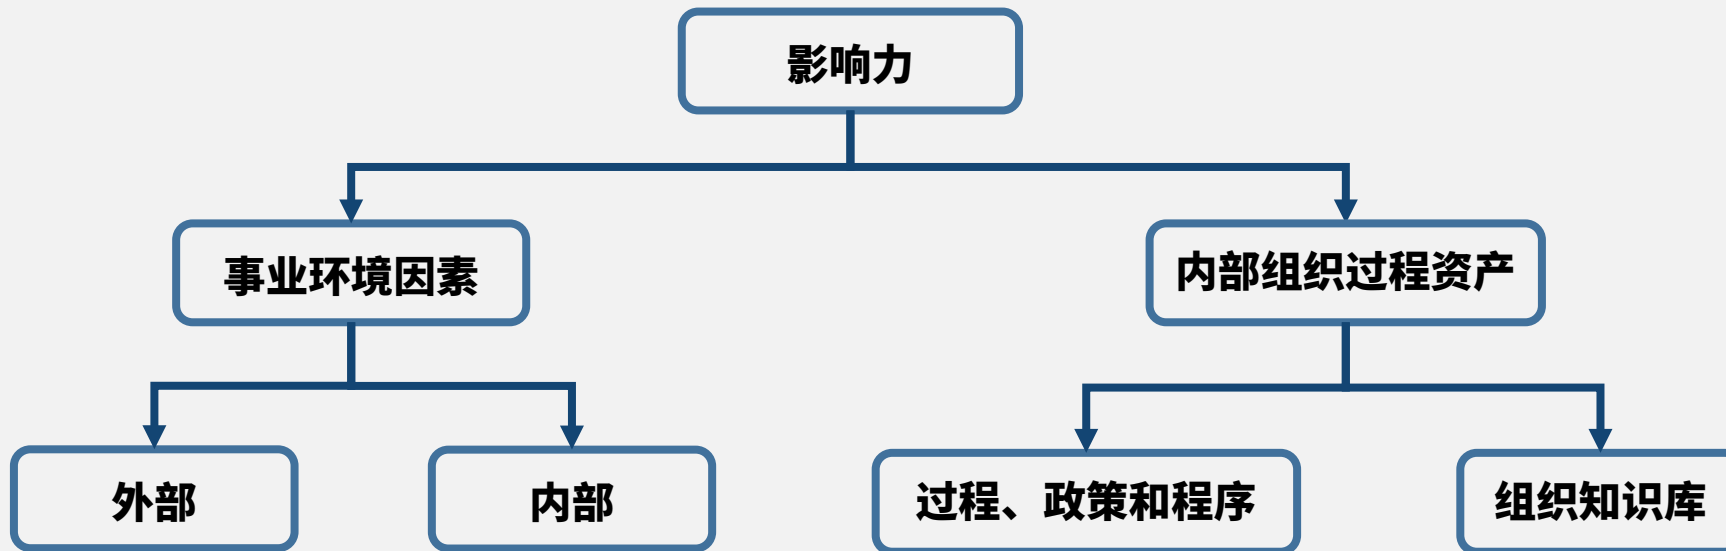 影响力
事业环境因素
内部组织过程资产
外部
内部
过程、政策和程序
组织知识库